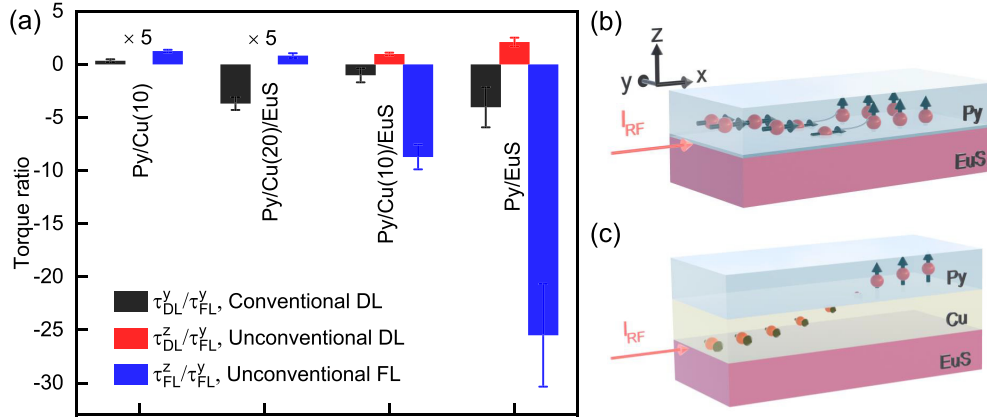 (a)
5
0
-5
-10
-15
-20
-25
-30
Torque ratio
× 5
× 5
Py/Cu(10)
Py/Cu(20)/EuS
Py/Cu(10)/EuS
Py/EuS
τ^y_DL/τ^y_FL, Conventional DL
τ^z_DL/τ^y_FL, Unconventional DL
τ^z_FL/τ^y_FL, Unconventional FL
(b)
z
y
x
I_RF
Py
EuS
(c)
I_RF
Py
Cu
EuS